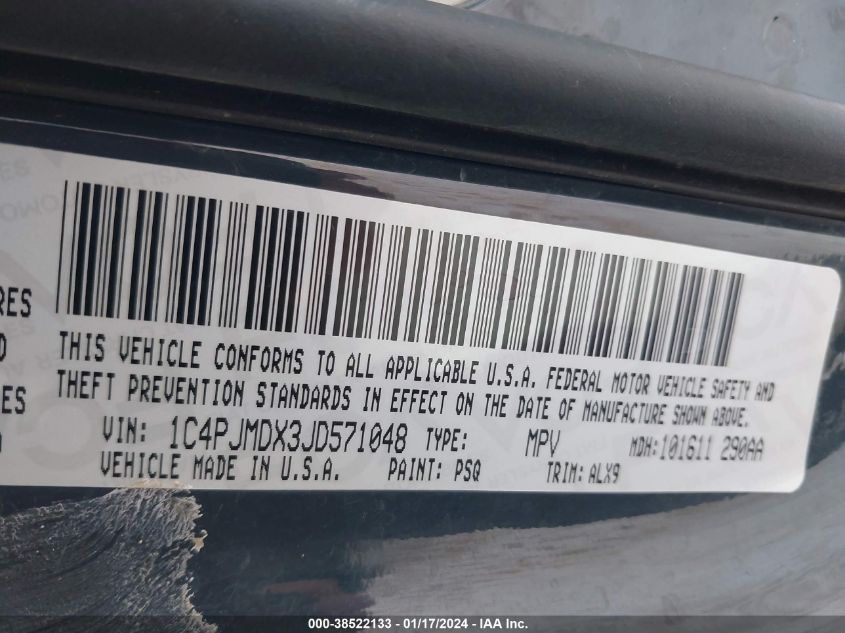 RES
THIS VEHICLE CONFORMS TO ALL APPLICABLE U.S.A. FEDERAL MOTOR VEHICLE SAFETY AND
THEFT PREVENTION STANDARDS IN EFFECT ON THE DATE OF MANUFACTURE SHOWN ABOVE.
ES
VIN: 1C4PJMDX3JD571048 TYPE: MPV MDH:101611 290AA
VEHICLE MADE IN U.S.A. PAINT: PSQ TRIM: ALX9
000-38522133 - 01/17/2024 - IAA Inc.